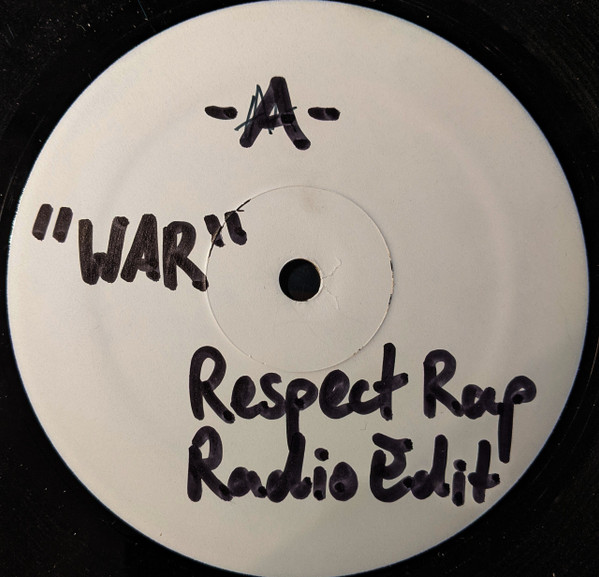 -A-
"WAR"
Respect Rap
Radio Edit